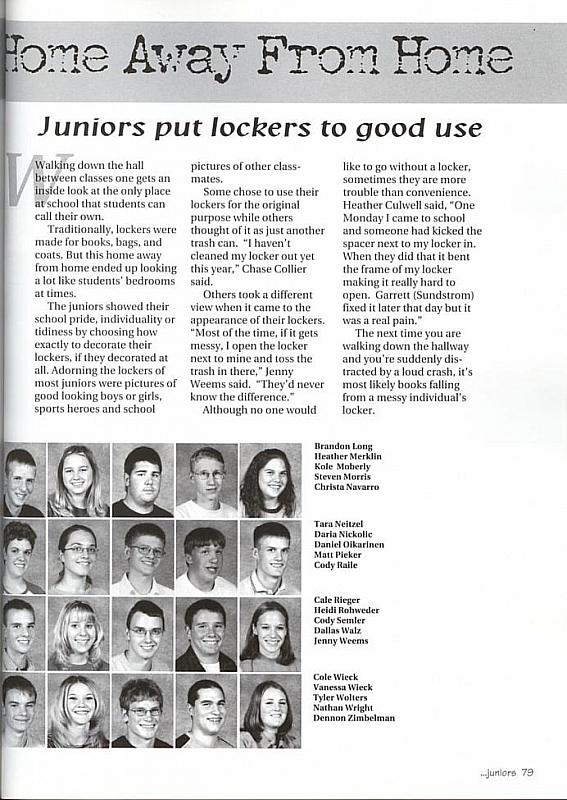 Home Away From Home
Juniors put lockers to good use
W
Walking down the hall
between classes one gets an
inside look at the only place
at school that students can
call their own.
Traditionally, lockers were
made for books, bags, and
coats. But this home away
from home ended up looking
a lot like students' bedrooms
at times.
The juniors showed their
school pride, individuality or
tidiness by choosing how
exactly to decorate their
lockers, if they decorated at
all. Adorning the lockers of
most juniors were pictures of
good looking boys or girls,
sports heroes and school
pictures of other class-
mates.
Some chose to use their
lockers for the original
purpose while others
thought of it as just another
trash can. "I haven't
cleaned my locker out yet
this year," Chase Collier
said.
Others took a different
view when it came to the
appearance of their lockers.
"Most of the time, if it gets
messy, I open the locker
next to mine and toss the
trash in there," Jenny
Weems said. "They'd never
know the difference."
Although no one would
like to go without a locker,
sometimes they are more
trouble than convenience.
Heather Culwell said, "One
Monday I came to school
and someone had kicked the
spacer next to my locker in.
When they did that it bent
the frame of my locker
making it really hard to
open. Garrett (Sundstrom)
fixed it later that day but it
was a real pain."
The next time you are
walking down the hallway
and you're suddenly dis-
tracted by a loud crash, it's
most likely books falling
from a messy individual's
locker.
Brandon Long
Heather Merklin
Kole Moberly
Steven Morris
Christa Navarro
Tara Neitzel
Daria Nickolic
Daniel Oikarinen
Matt Pieker
Cody Raile
Cale Rieger
Heidi Rohweder
Cody Semler
Dallas Walz
Jenny Weems
Cole Wieck
Vanessa Wieck
Tyler Wolters
Nathan Wright
Dennon Zimbelman
...juniors 79